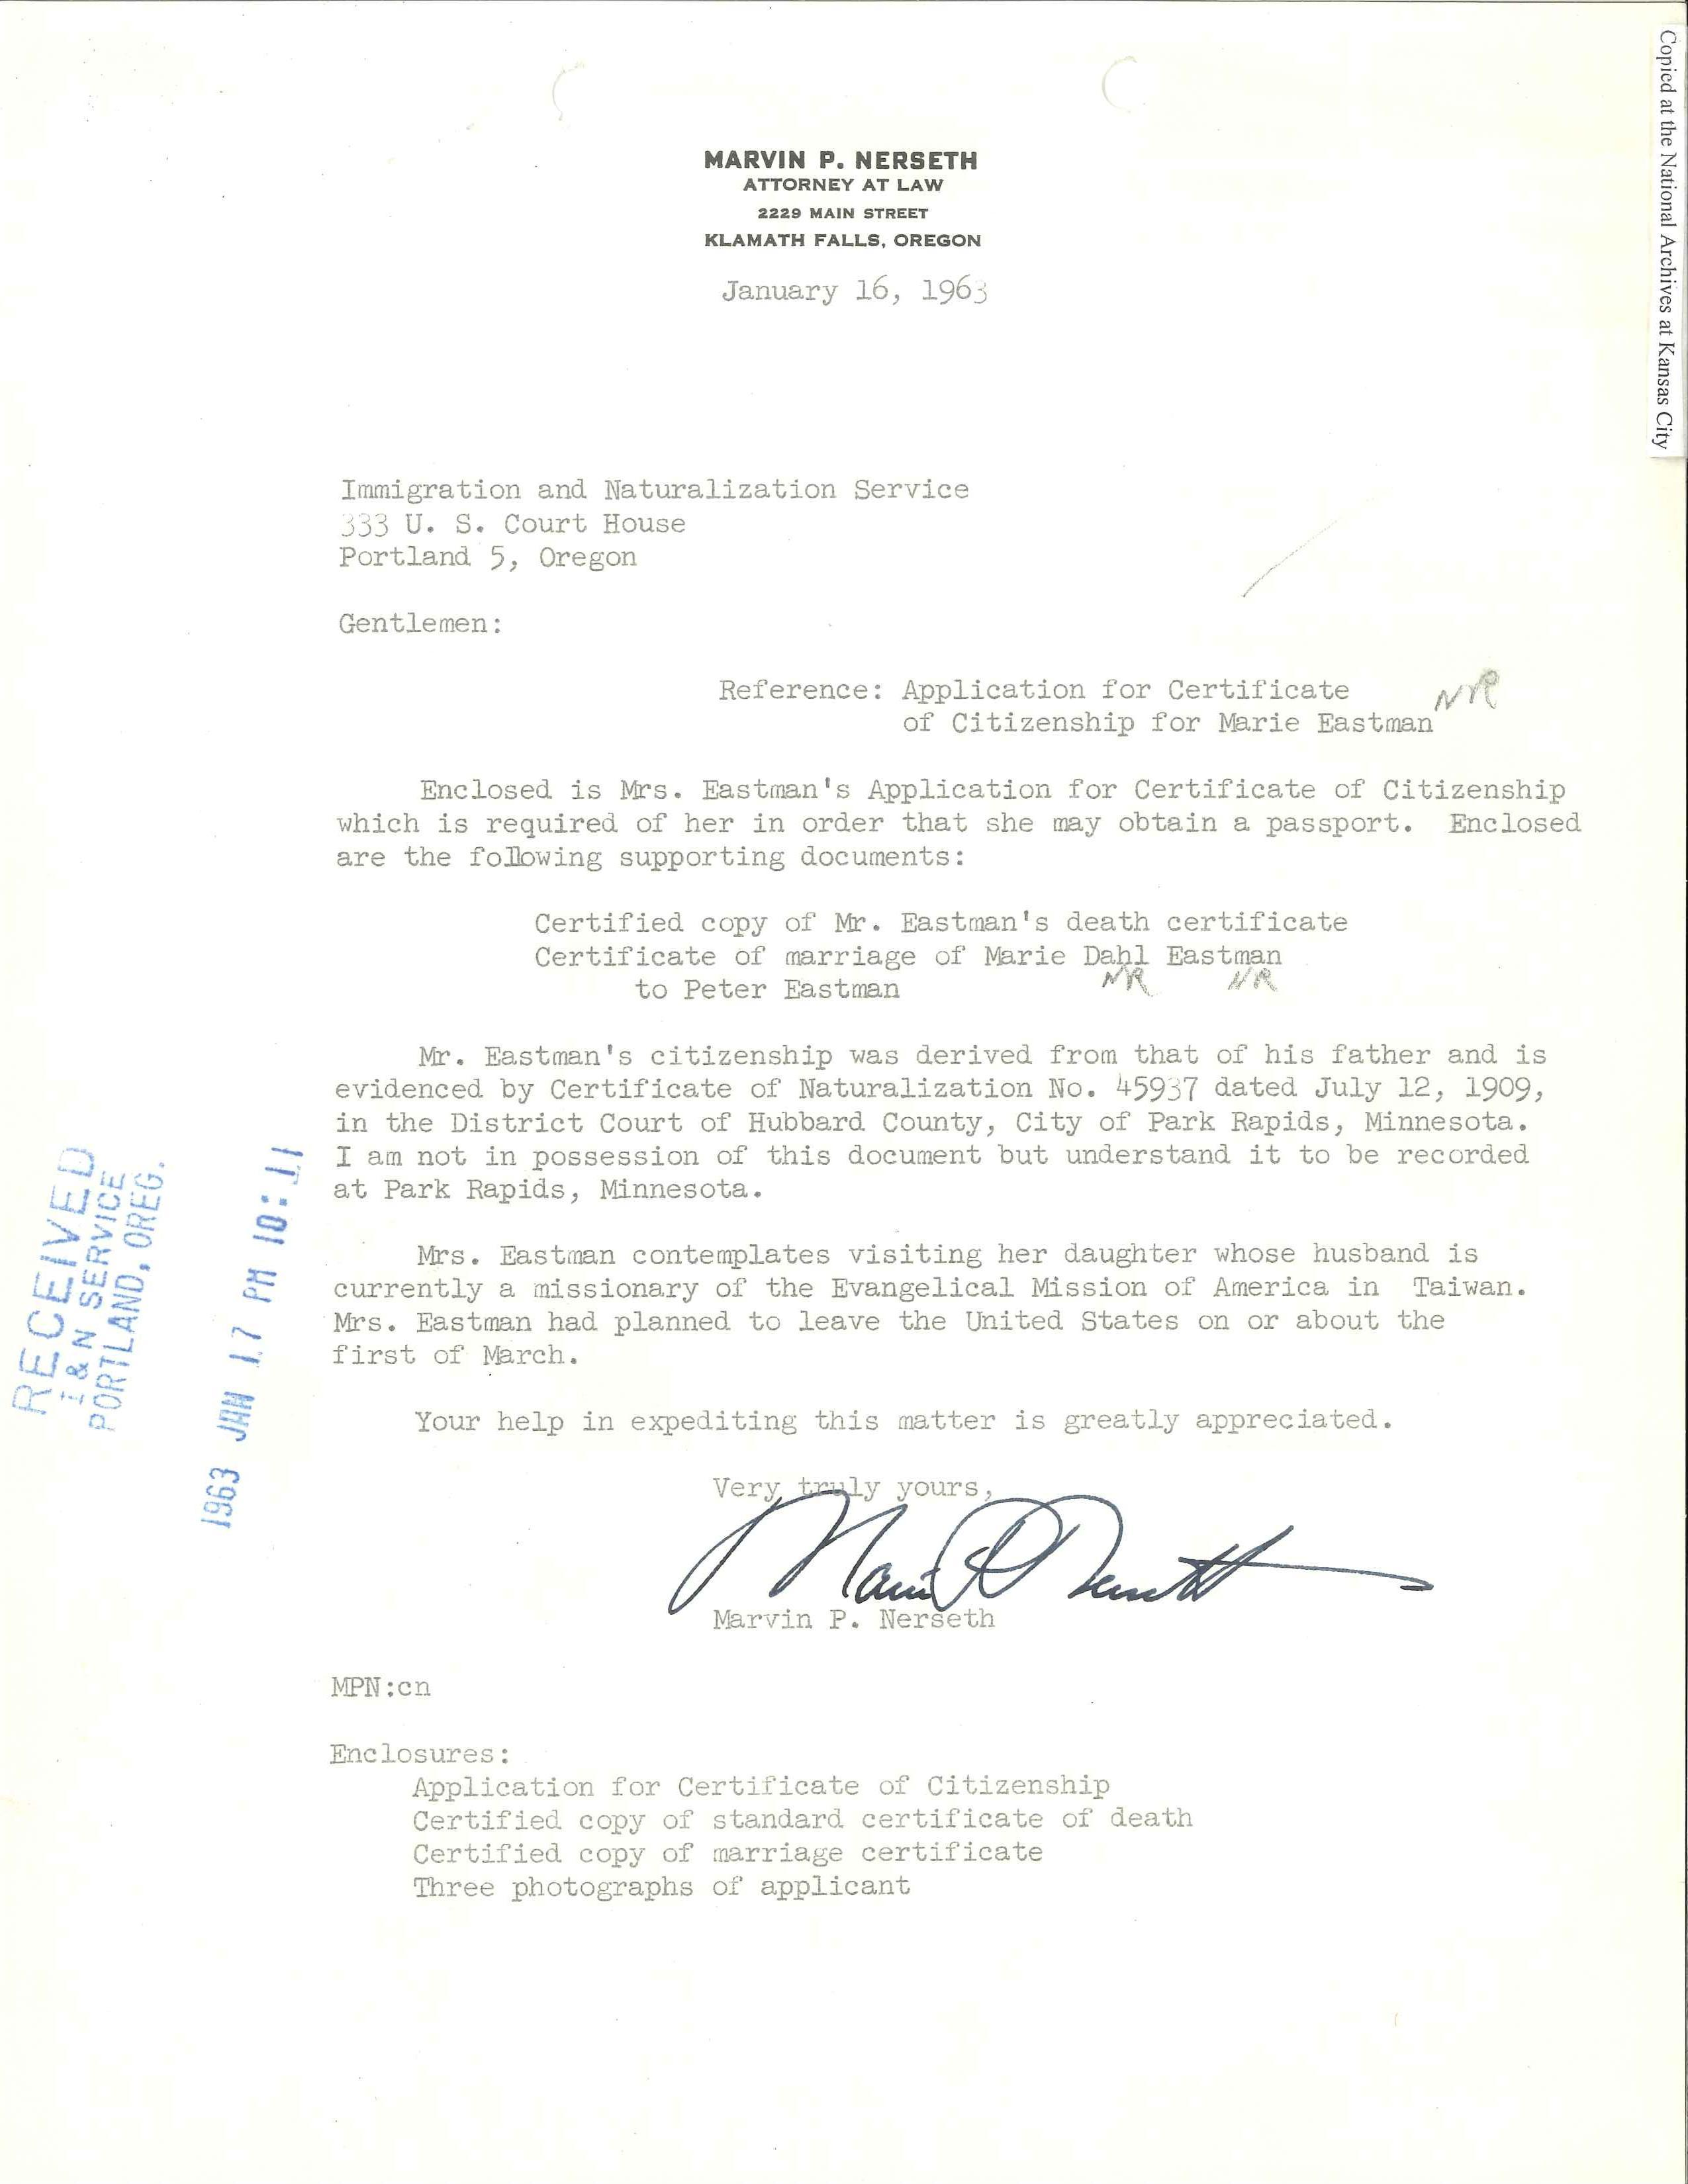 Copied at the National Archives at Kansas City
MARVIN P. NERSETH
ATTORNEY AT LAW
2229 MAIN STREET
KLAMATH FALLS, OREGON
January 16, 1963
Immigration and Naturalization Service
333 U. S. Court House
Portland 5, Oregon
Gentlemen:
Reference: Application for Certificate
of Citizenship for Marie Eastman
NR
Enclosed is Mrs. Eastman's Application for Certificate of Citizenship
which is required of her in order that she may obtain a passport. Enclosed
are the following supporting documents:
Certified copy of Mr. Eastman's death certificate
Certificate of marriage of Marie Dahl Eastman
to Peter Eastman
NR NR
Mr. Eastman's citizenship was derived from that of his father and is
evidenced by Certificate of Naturalization No. 45937 dated July 12, 1909,
in the District Court of Hubbard County, City of Park Rapids, Minnesota.
I am not in possession of this document but understand it to be recorded
at Park Rapids, Minnesota.
Mrs. Eastman contemplates visiting her daughter whose husband is
currently a missionary of the Evangelical Mission of America in Taiwan.
Mrs. Eastman had planned to leave the United States on or about the
first of March.
Your help in expediting this matter is greatly appreciated.
Very truly yours,
Marvin P Nerseth
Marvin P. Nerseth
MPN:cn
Enclosures:
Application for Certificate of Citizenship
Certified copy of standard certificate of death
Certified copy of marriage certificate
Three photographs of applicant
RECEIVED
I & N SERVICE
PORTLAND, OREG.
1963 JAN 17 PM 10:11